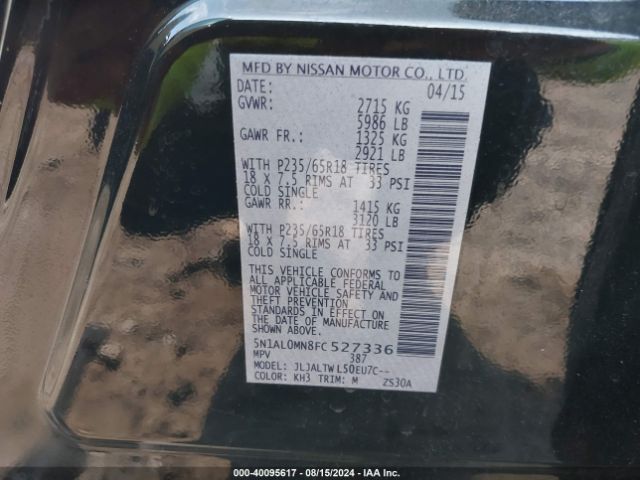 MFD BY NISSAN MOTOR CO., LTD.
DATE: 04/15
GVWR: 2715 KG
5986 LB
GAWR FR.: 1325 KG
2921 LB
WITH P235/65R18 TIRES
18 X 7.5 RIMS AT 33 PSI
COLD SINGLE
GAWR RR.: 1415 KG
3120 LB
WITH P235/65R18 TIRES
18 X 7.5 RIMS AT 33 PSI
COLD SINGLE
THIS VEHICLE CONFORMS TO
ALL APPLICABLE FEDERAL
MOTOR VEHICLE SAFETY AND
THEFT PREVENTION
STANDARDS IN EFFECT ON
THE DATE OF MANUFACTURE
SHOWN ABOVE.
5N1AL0MN8FC527336
MPV 387
MODEL: JLJALTWL50EU7C--
COLOR: KH3 TRIM: M ZS30A
000-40095617 - 08/15/2024 - IAA Inc.